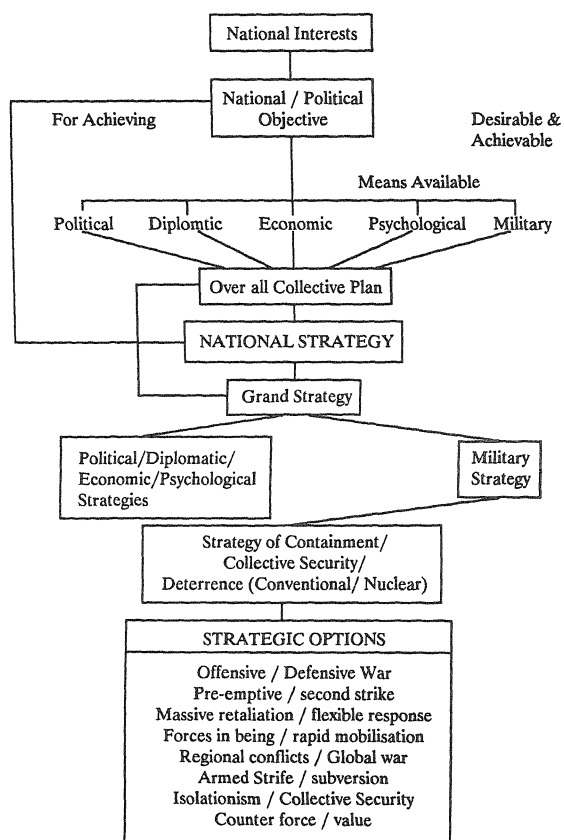 National Interests
National / Political
Objective
For Achieving
Desirable &
Achievable
Means Available
Political
Diplomtic
Economic
Psychological
Military
Over all Collective Plan
NATIONAL STRATEGY
Grand Strategy
Political/Diplomatic/
Economic/Psychological
Strategies
Military
Strategy
Strategy of Containment/
Collective Security/
Deterrence (Conventional/ Nuclear)
STRATEGIC OPTIONS
Offensive / Defensive War
Pre-emptive / second strike
Massive retaliation / flexible response
Forces in being / rapid mobilisation
Regional conflicts / Global war
Armed Strife / subversion
Isolationism / Collective Security
Counter force / value